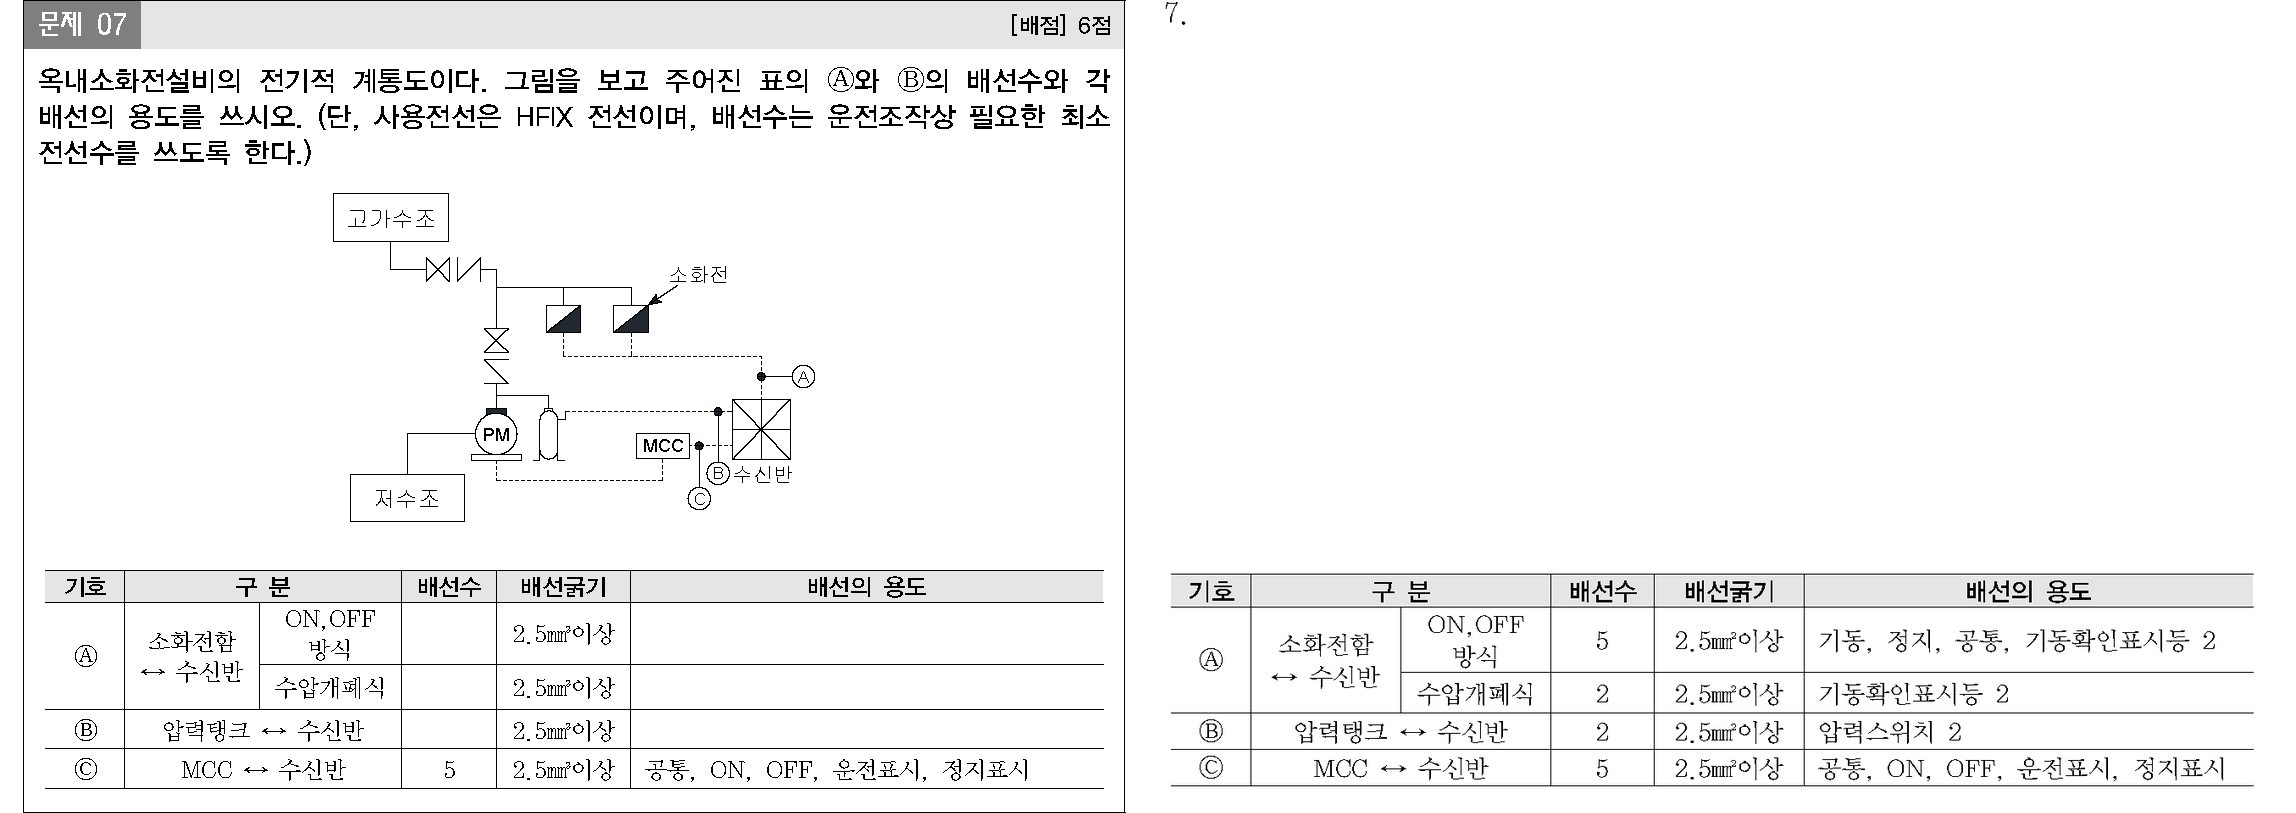 문제 07
[배점] 6점
옥내소화전설비의 전기적 계통도이다. 그림을 보고 주어진 표의 Ⓐ와 Ⓑ의 배선수와 각
배선의 용도를 쓰시오. (단, 사용전선은 HFIX 전선이며, 배선수는 운전조작상 필요한 최소
전선수를 쓰도록 한다.)
고가수조
소화전
Ⓐ
PM
MCC
Ⓑ 수신반
Ⓒ
저수조
기호 구 분 배선수 배선굵기 배선의 용도
Ⓐ 소화전함 ↔ 수신반 ON,OFF 방식 2.5㎟이상
수압개폐식 2.5㎟이상
Ⓑ 압력탱크 ↔ 수신반 2.5㎟이상
Ⓒ MCC ↔ 수신반 5 2.5㎟이상 공통, ON, OFF, 운전표시, 정지표시
7.
기호 구 분 배선수 배선굵기 배선의 용도
Ⓐ 소화전함 ↔ 수신반 ON,OFF 방식 5 2.5㎟이상 기동, 정지, 공통, 기동확인표시등 2
수압개폐식 2 2.5㎟이상 기동확인표시등 2
Ⓑ 압력탱크 ↔ 수신반 2 2.5㎟이상 압력스위치 2
Ⓒ MCC ↔ 수신반 5 2.5㎟이상 공통, ON, OFF, 운전표시, 정지표시